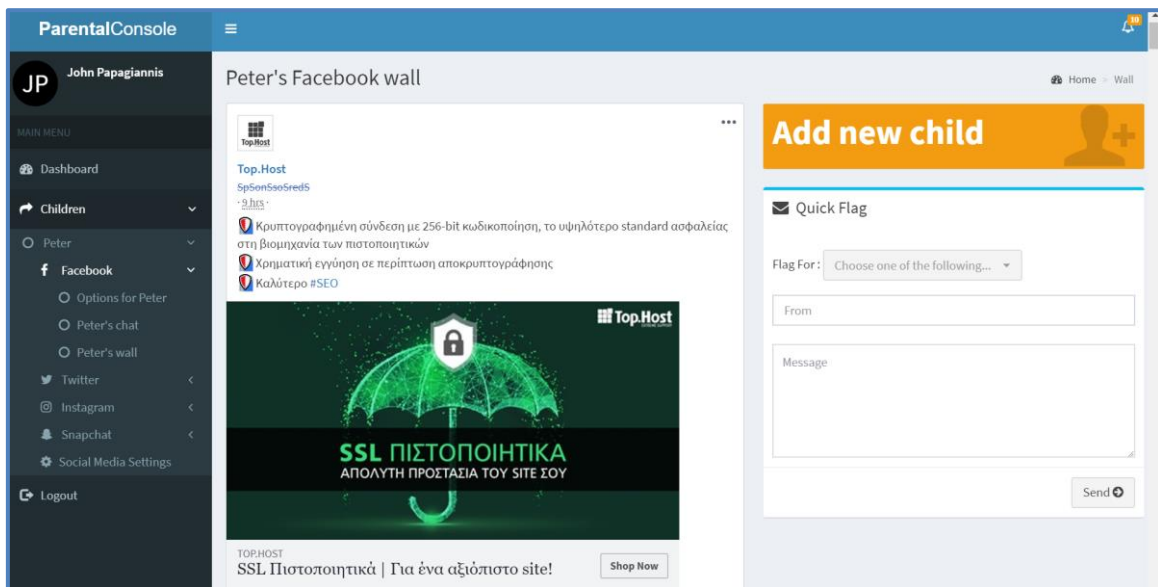 ParentalConsole
10
JP
John Papagiannis
MAIN MENU
Dashboard
Children
Peter
Facebook
Options for Peter
Peter's chat
Peter's wall
Twitter
Instagram
Snapchat
Social Media Settings
Logout
Peter's Facebook wall
Home > Wall
Top.Host
Top.Host
SpSonSsoSredS
· 9 hrs ·
Κρυπτογραφημένη σύνδεση με 256-bit κωδικοποίηση, το υψηλότερο standard ασφαλείας
στη βιομηχανία των πιστοποιητικών
Χρηματική εγγύηση σε περίπτωση αποκρυπτογράφησης
Καλύτερο #SEO
Top.Host
SSL ΠΙΣΤΟΠΟΙΗΤΙΚΑ
ΑΠΟΛΥΤΗ ΠΡΟΣΤΑΣΙΑ ΤΟΥ SITE ΣΟΥ
TOP.HOST
SSL Πιστοποιητικά | Για ένα αξιόπιστο site!
Shop Now
Add new child
Quick Flag
Flag For :
Choose one of the following...
From
Message
Send